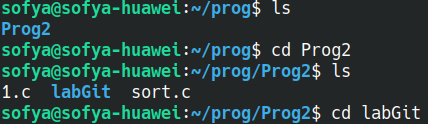 sofya@sofya-huawei:~/prog$ ls
Prog2
sofya@sofya-huawei:~/prog$ cd Prog2
sofya@sofya-huawei:~/prog/Prog2$ ls
1.c  labGit  sort.c
sofya@sofya-huawei:~/prog/Prog2$ cd labGit